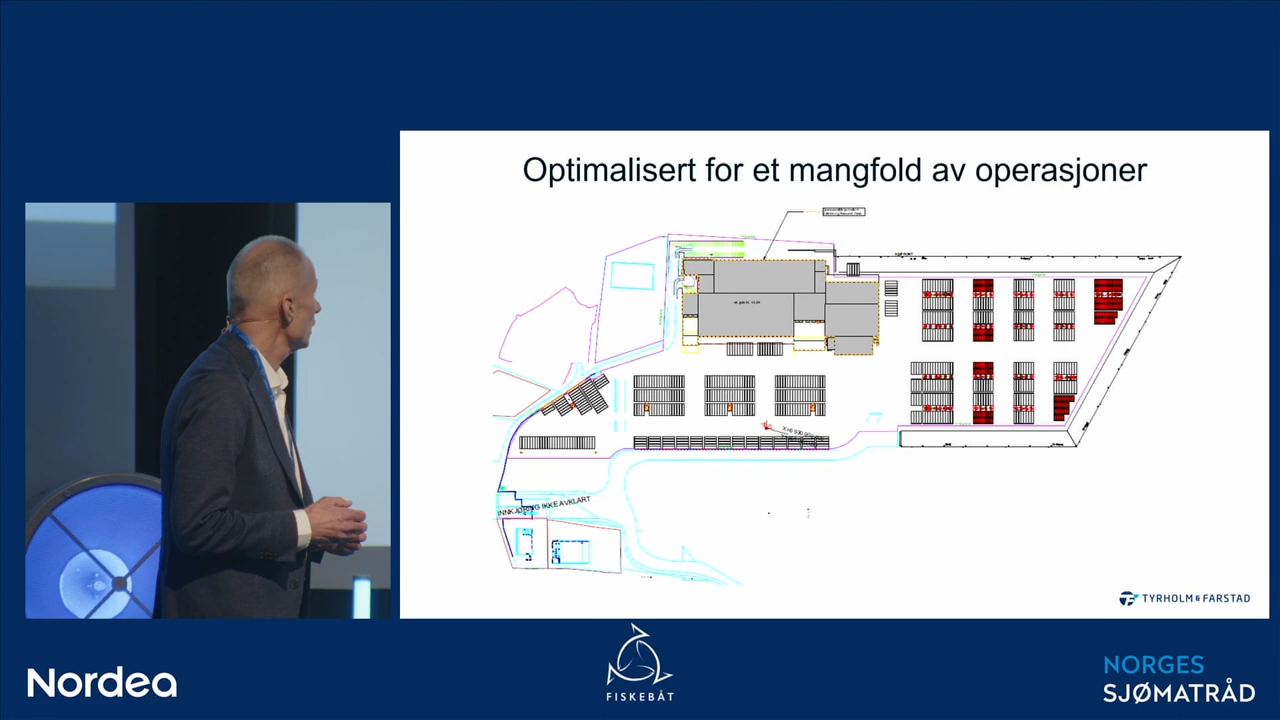 Optimalisert for et mangfold av operasjoner
INNKJØRING IKKE AVKLART
TYRHOLM & FARSTAD
Nordea
FISKEBÅT
NORGES
SJØMATRÅD